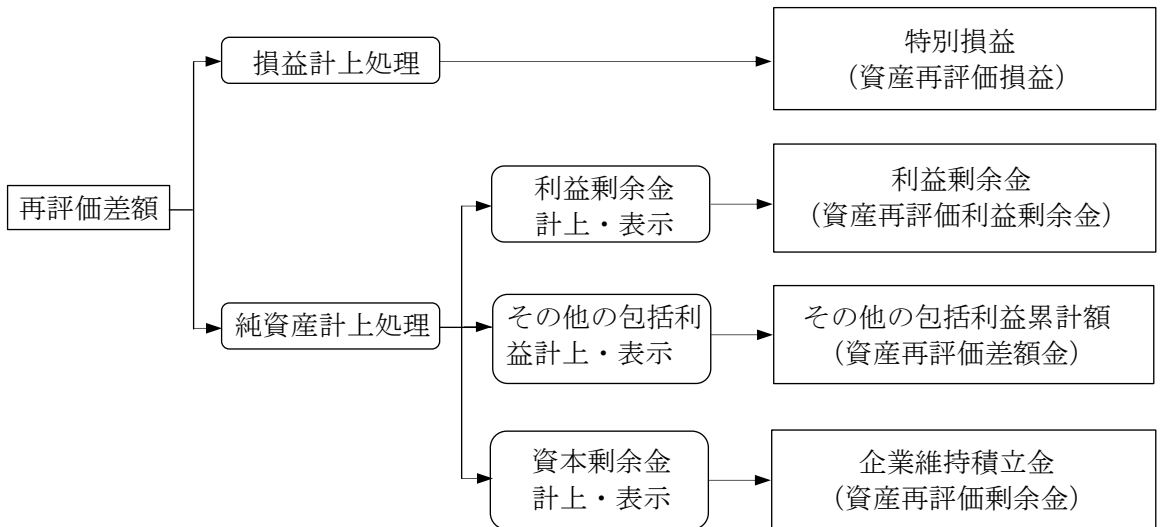 損益計上処理
特別損益
（資産再評価損益）
再評価差額
利益剰余金
計上・表示
利益剰余金
（資産再評価利益剰余金）
純資産計上処理
その他の包括利
益計上・表示
その他の包括利益累計額
（資産再評価差額金）
資本剰余金
計上・表示
企業維持積立金
（資産再評価剰余金）